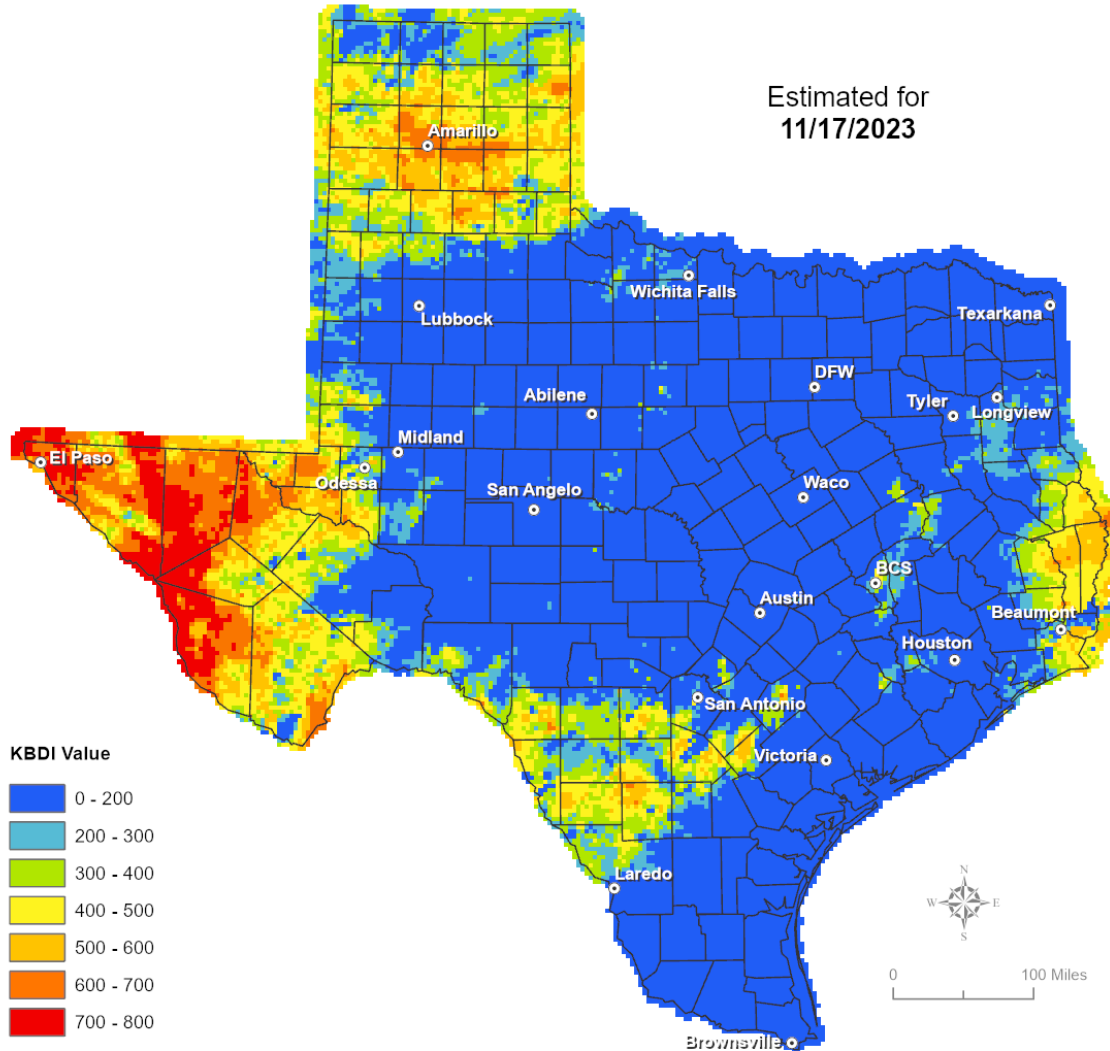 Estimated for
11/17/2023
Amarillo
Wichita Falls
Lubbock
Texarkana
DFW
Abilene
Tyler
Longview
Midland
El Paso
Odessa
San Angelo
Waco
BCS
Austin
Beaumont
Houston
San Antonio
Victoria
KBDI Value
0 - 200
200 - 300
300 - 400
400 - 500
500 - 600
600 - 700
700 - 800
Laredo
N
W E
S
0 100 Miles
Brownsville